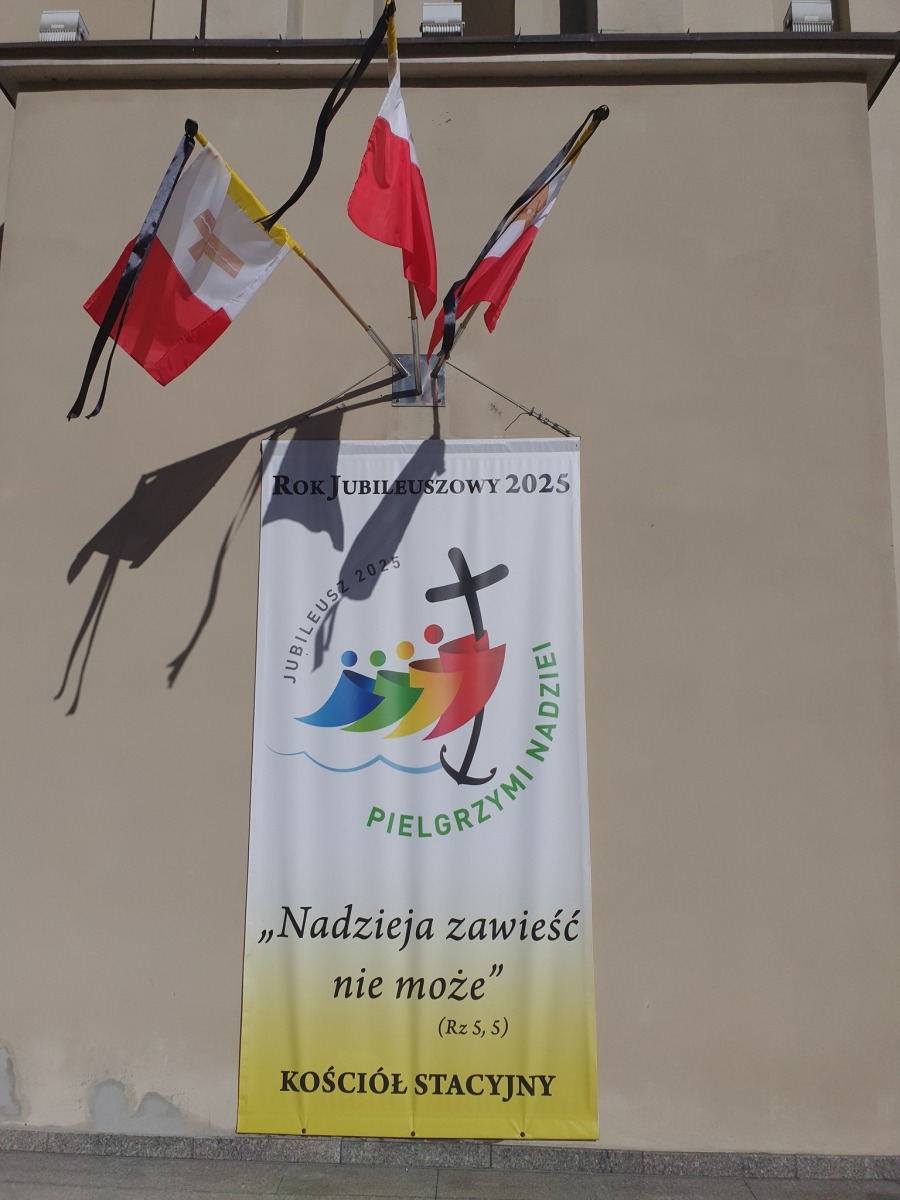 Rok Jubileuszowy 2025
JUBILEUSZ 2025
PIELGRZYMI NADZIEI
„Nadzieja zawieść
nie może”
(Rz 5, 5)
KOŚCIÓŁ STACYJNY